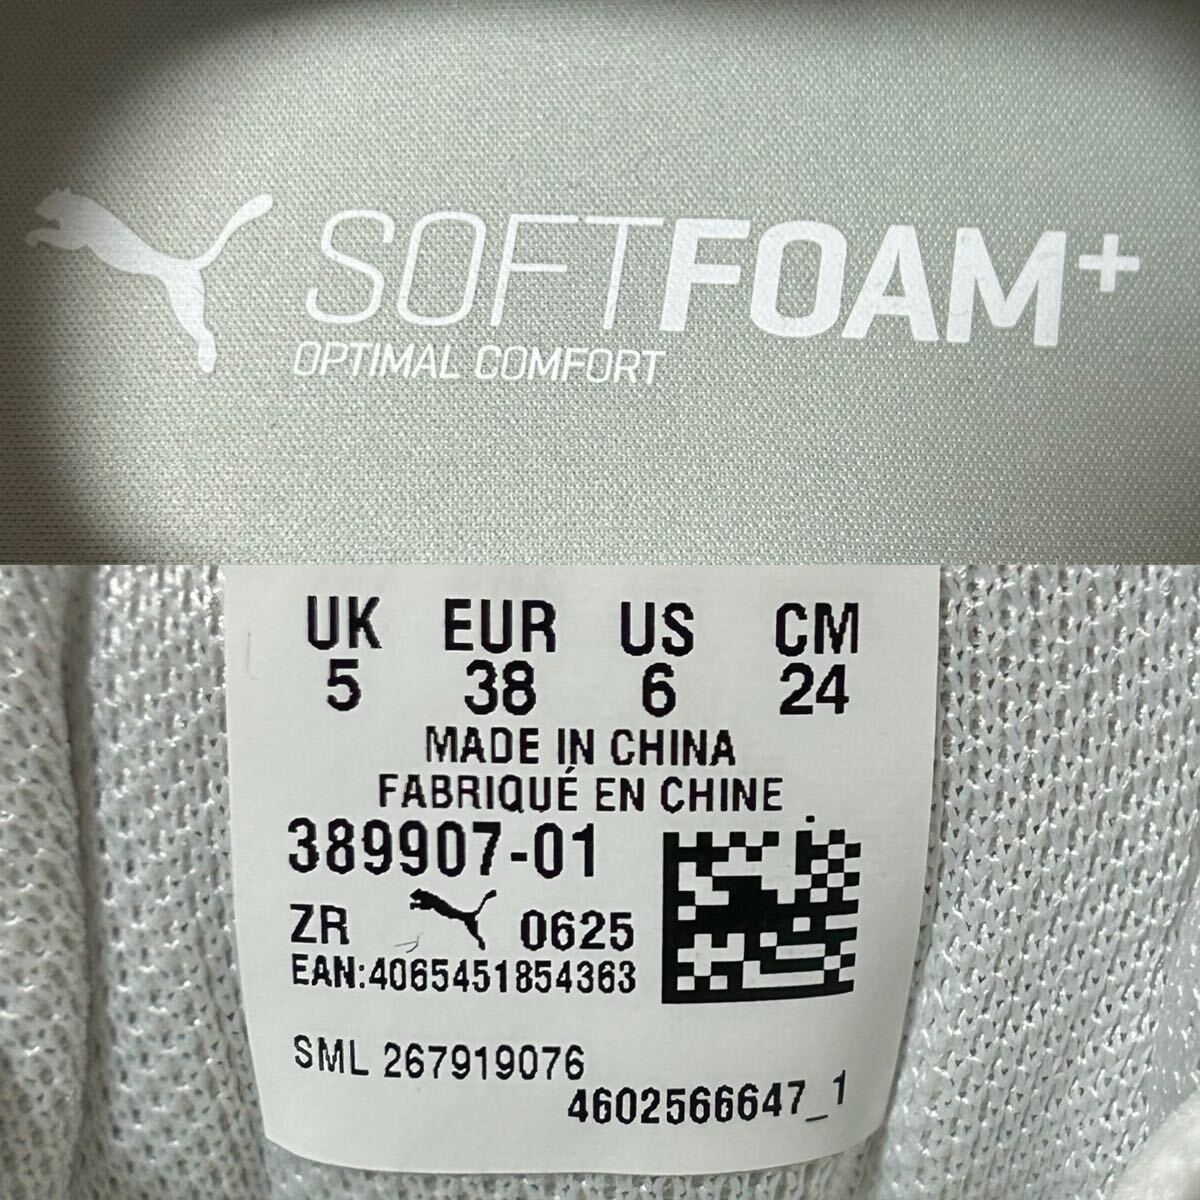 SOFTFOAM+
OPTIMAL COMFORT
UK EUR US CM
5 38 6 24
MADE IN CHINA
FABRIQUÉ EN CHINE
389907-01
ZR 0625
EAN:4065451854363
SML 267919076
4602566647_1